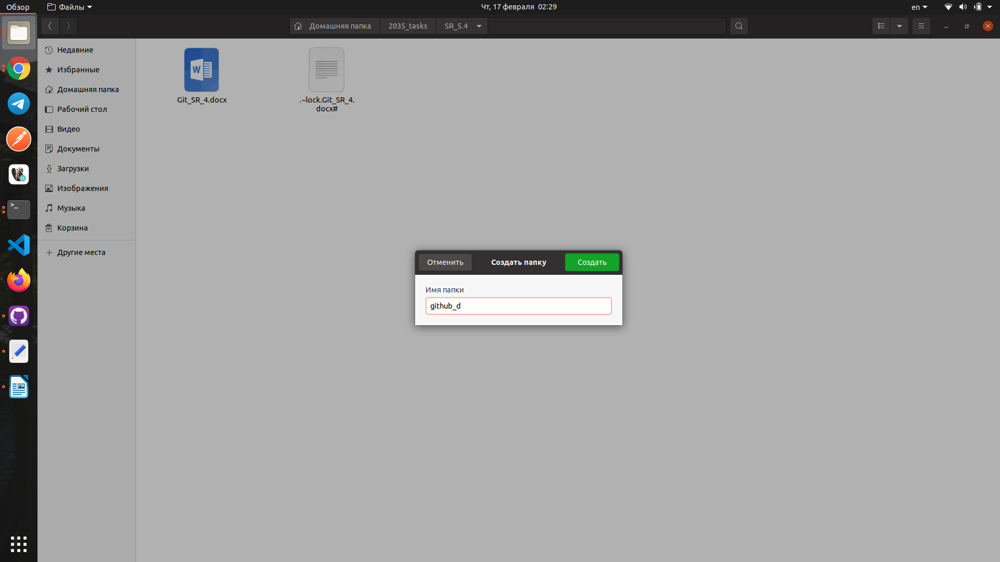 Обзор
Файлы
Чт, 17 февраля 02:29
en
Домашняя папка
2035_tasks
SR_5.4
Недавние
Избранные
Домашняя папка
Рабочий стол
Видео
Документы
Загрузки
Изображения
Музыка
Корзина
Другие места
W
Git_SR_4.docx
.~lock.Git_SR_4.
docx#
Отменить
Создать папку
Создать
Имя папки
github_d
CE
>_